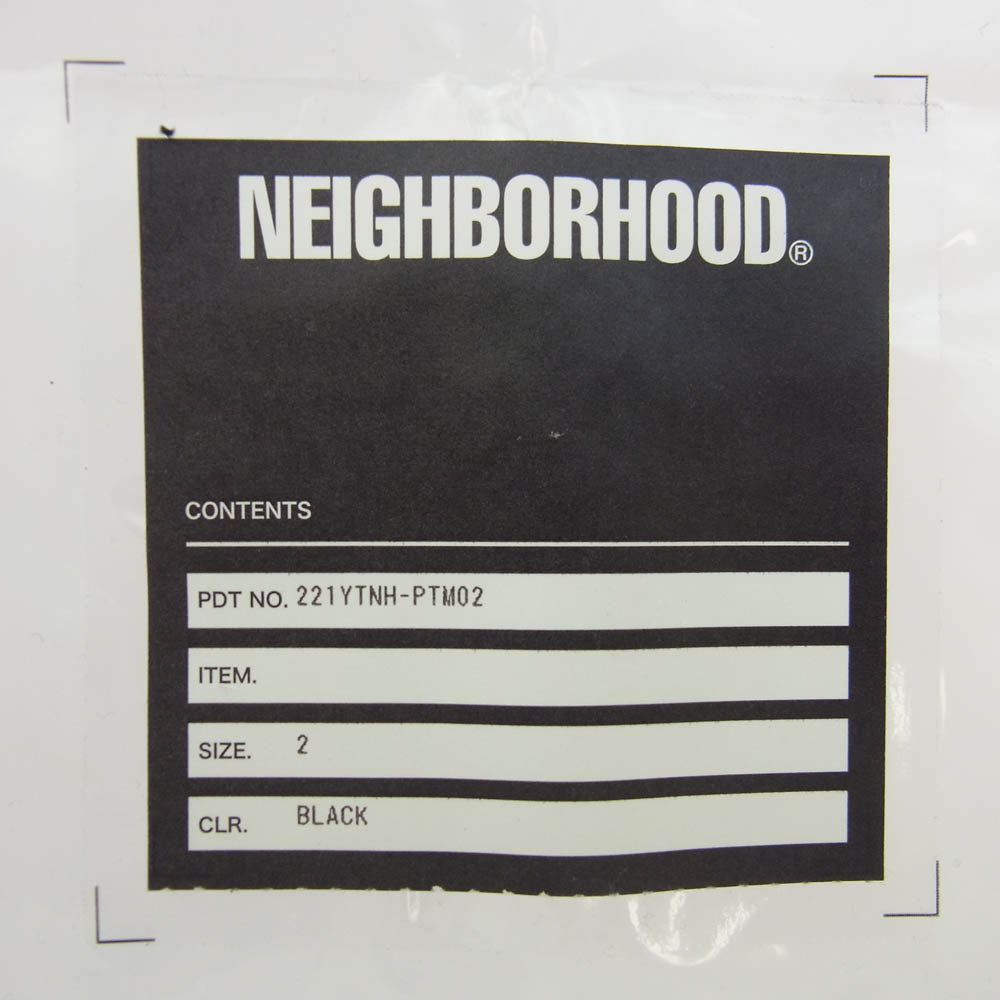 NEIGHBORHOOD®
CONTENTS
PDT NO. 221YTNH-PTM02
ITEM.
SIZE. 2
CLR. BLACK